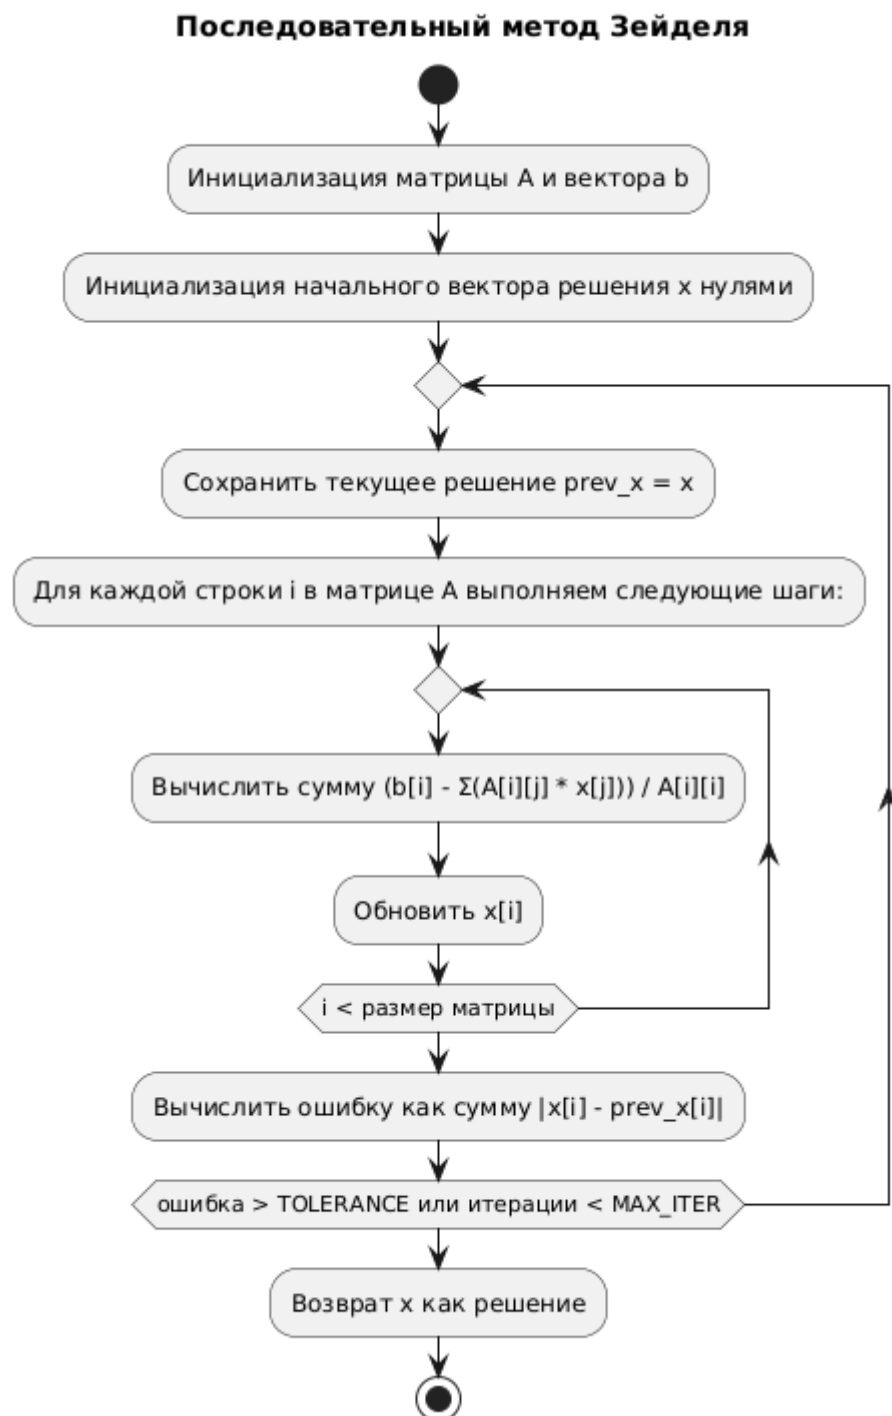 Последовательный метод Зейделя
Инициализация матрицы A и вектора b
Инициализация начального вектора решения x нулями
Сохранить текущее решение prev_x = x
Для каждой строки i в матрице A выполняем следующие шаги:
Вычислить сумму (b[i] - Σ(A[i][j] * x[j])) / A[i][i]
Обновить x[i]
i < размер матрицы
Вычислить ошибку как сумму |x[i] - prev_x[i]|
ошибка > TOLERANCE или итерации < MAX_ITER
Возврат x как решение